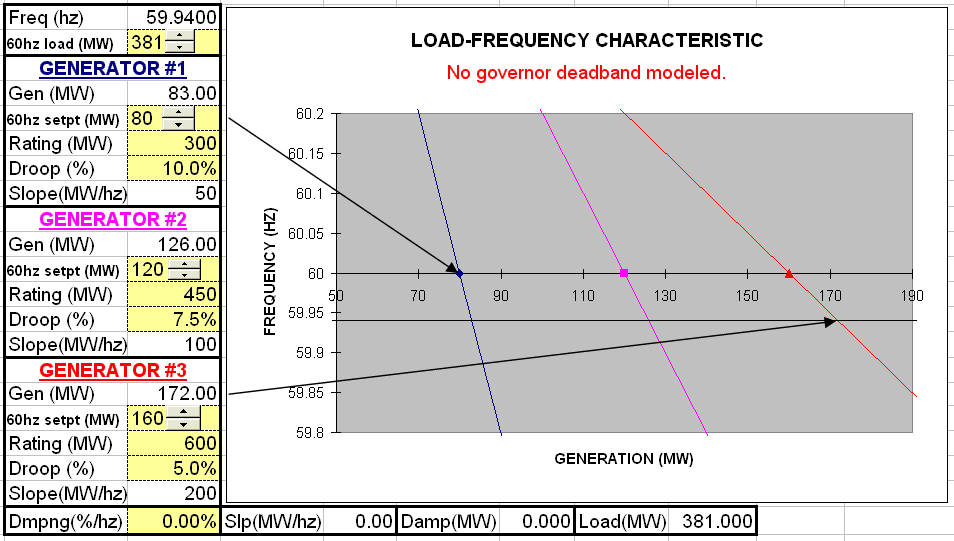 Freq (hz) 59.9400
60hz load (MW) 381
GENERATOR #1
Gen (MW) 83.00
60hz setpt (MW) 80
Rating (MW) 300
Droop (%) 10.0%
Slope(MW/hz) 50
GENERATOR #2
Gen (MW) 126.00
60hz setpt (MW) 120
Rating (MW) 450
Droop (%) 7.5%
Slope(MW/hz) 100
GENERATOR #3
Gen (MW) 172.00
60hz setpt (MW) 160
Rating (MW) 600
Droop (%) 5.0%
Slope(MW/hz) 200
Dmpng(%/hz) 0.00% Slp(MW/hz) 0.00 Damp(MW) 0.000 Load(MW) 381.000
LOAD-FREQUENCY CHARACTERISTIC
No governor deadband modeled.
FREQUENCY (HZ)
60.2
60.15
60.1
60.05
60
50 70 90 110 130 150 170 190
59.95
59.9
59.85
59.8
GENERATION (MW)